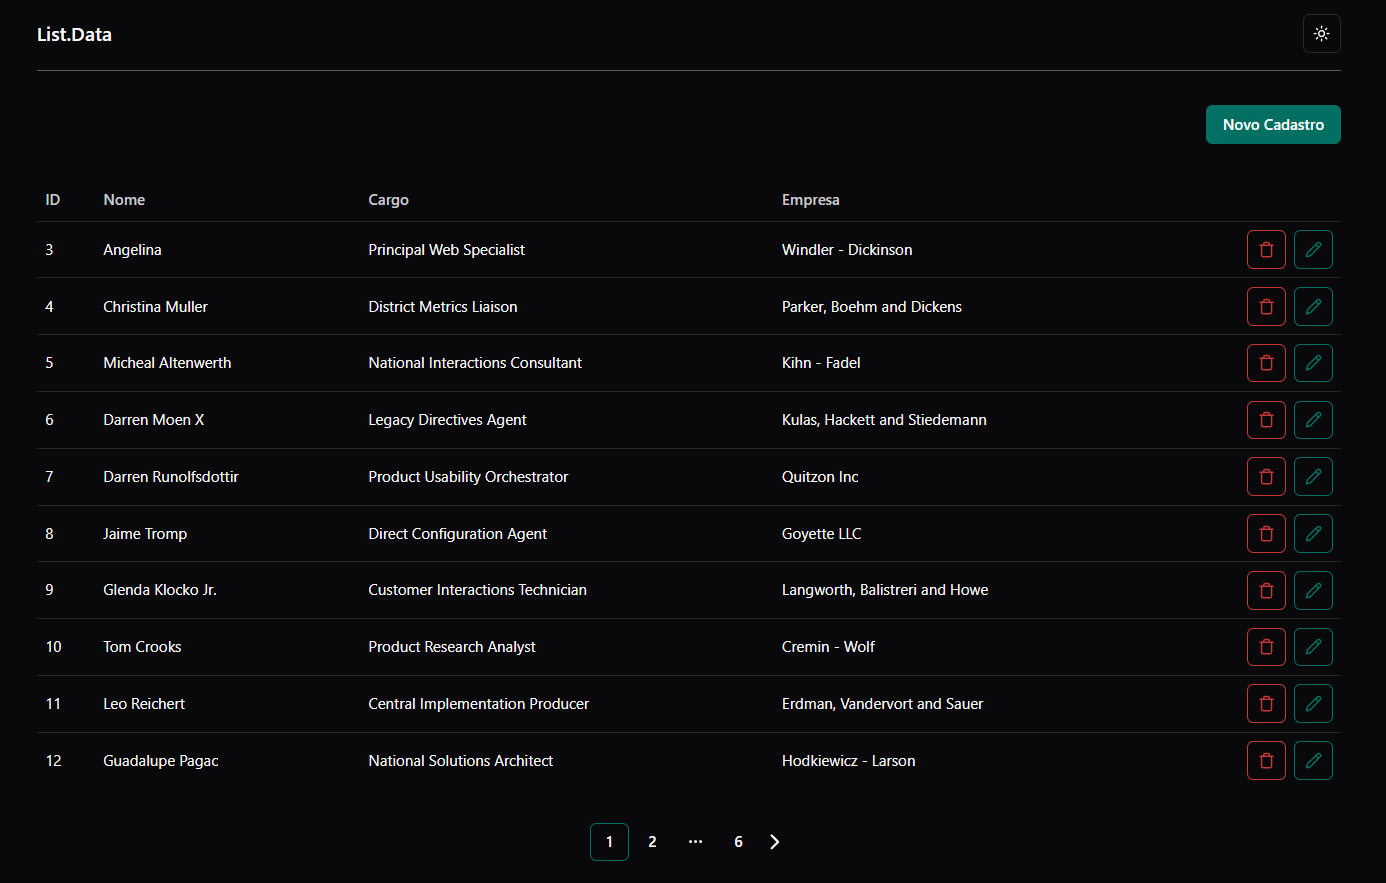 List.Data
Novo Cadastro
ID Nome Cargo Empresa
3 Angelina Principal Web Specialist Windler - Dickinson
4 Christina Muller District Metrics Liaison Parker, Boehm and Dickens
5 Micheal Altenwerth National Interactions Consultant Kihn - Fadel
6 Darren Moen X Legacy Directives Agent Kulas, Hackett and Stiedemann
7 Darren Runolfsdottir Product Usability Orchestrator Quitzon Inc
8 Jaime Tromp Direct Configuration Agent Goyette LLC
9 Glenda Klocko Jr. Customer Interactions Technician Langworth, Balistreri and Howe
10 Tom Crooks Product Research Analyst Cremin - Wolf
11 Leo Reichert Central Implementation Producer Erdman, Vandervort and Sauer
12 Guadalupe Pagac National Solutions Architect Hodkiewicz - Larson
1 2 ... 6